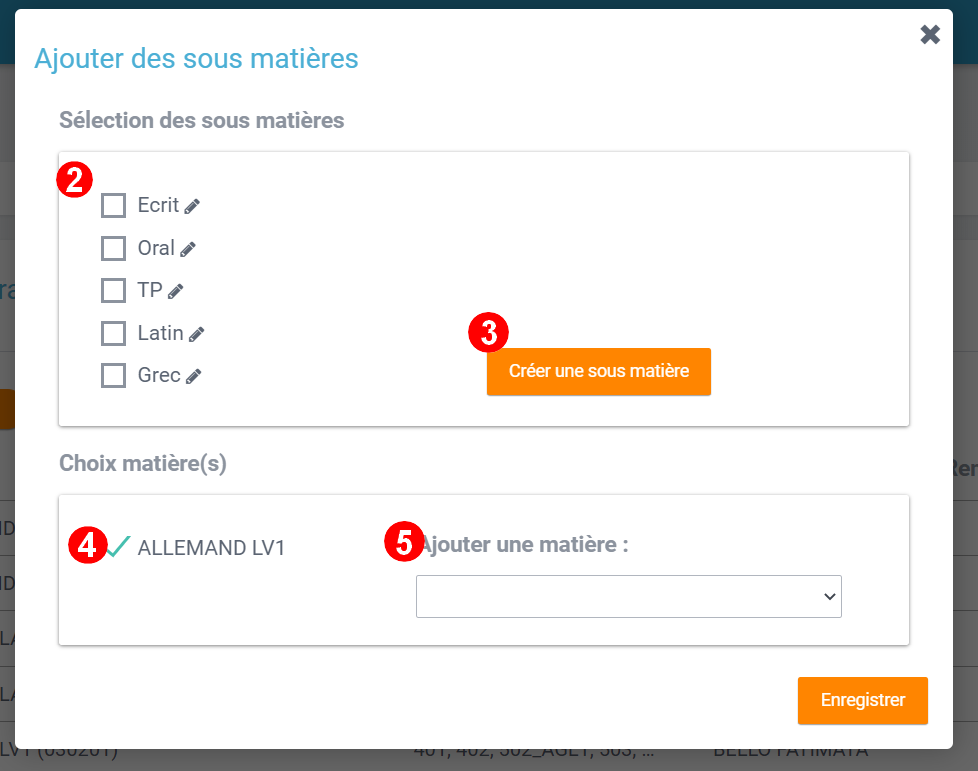 Ajouter des sous matières
Sélection des sous matières
2
Ecrit
Oral
TP
Latin
Grec
3
Créer une sous matière
Choix matière(s)
4 ALLEMAND LV1
5 Ajouter une matière :
Enregistrer